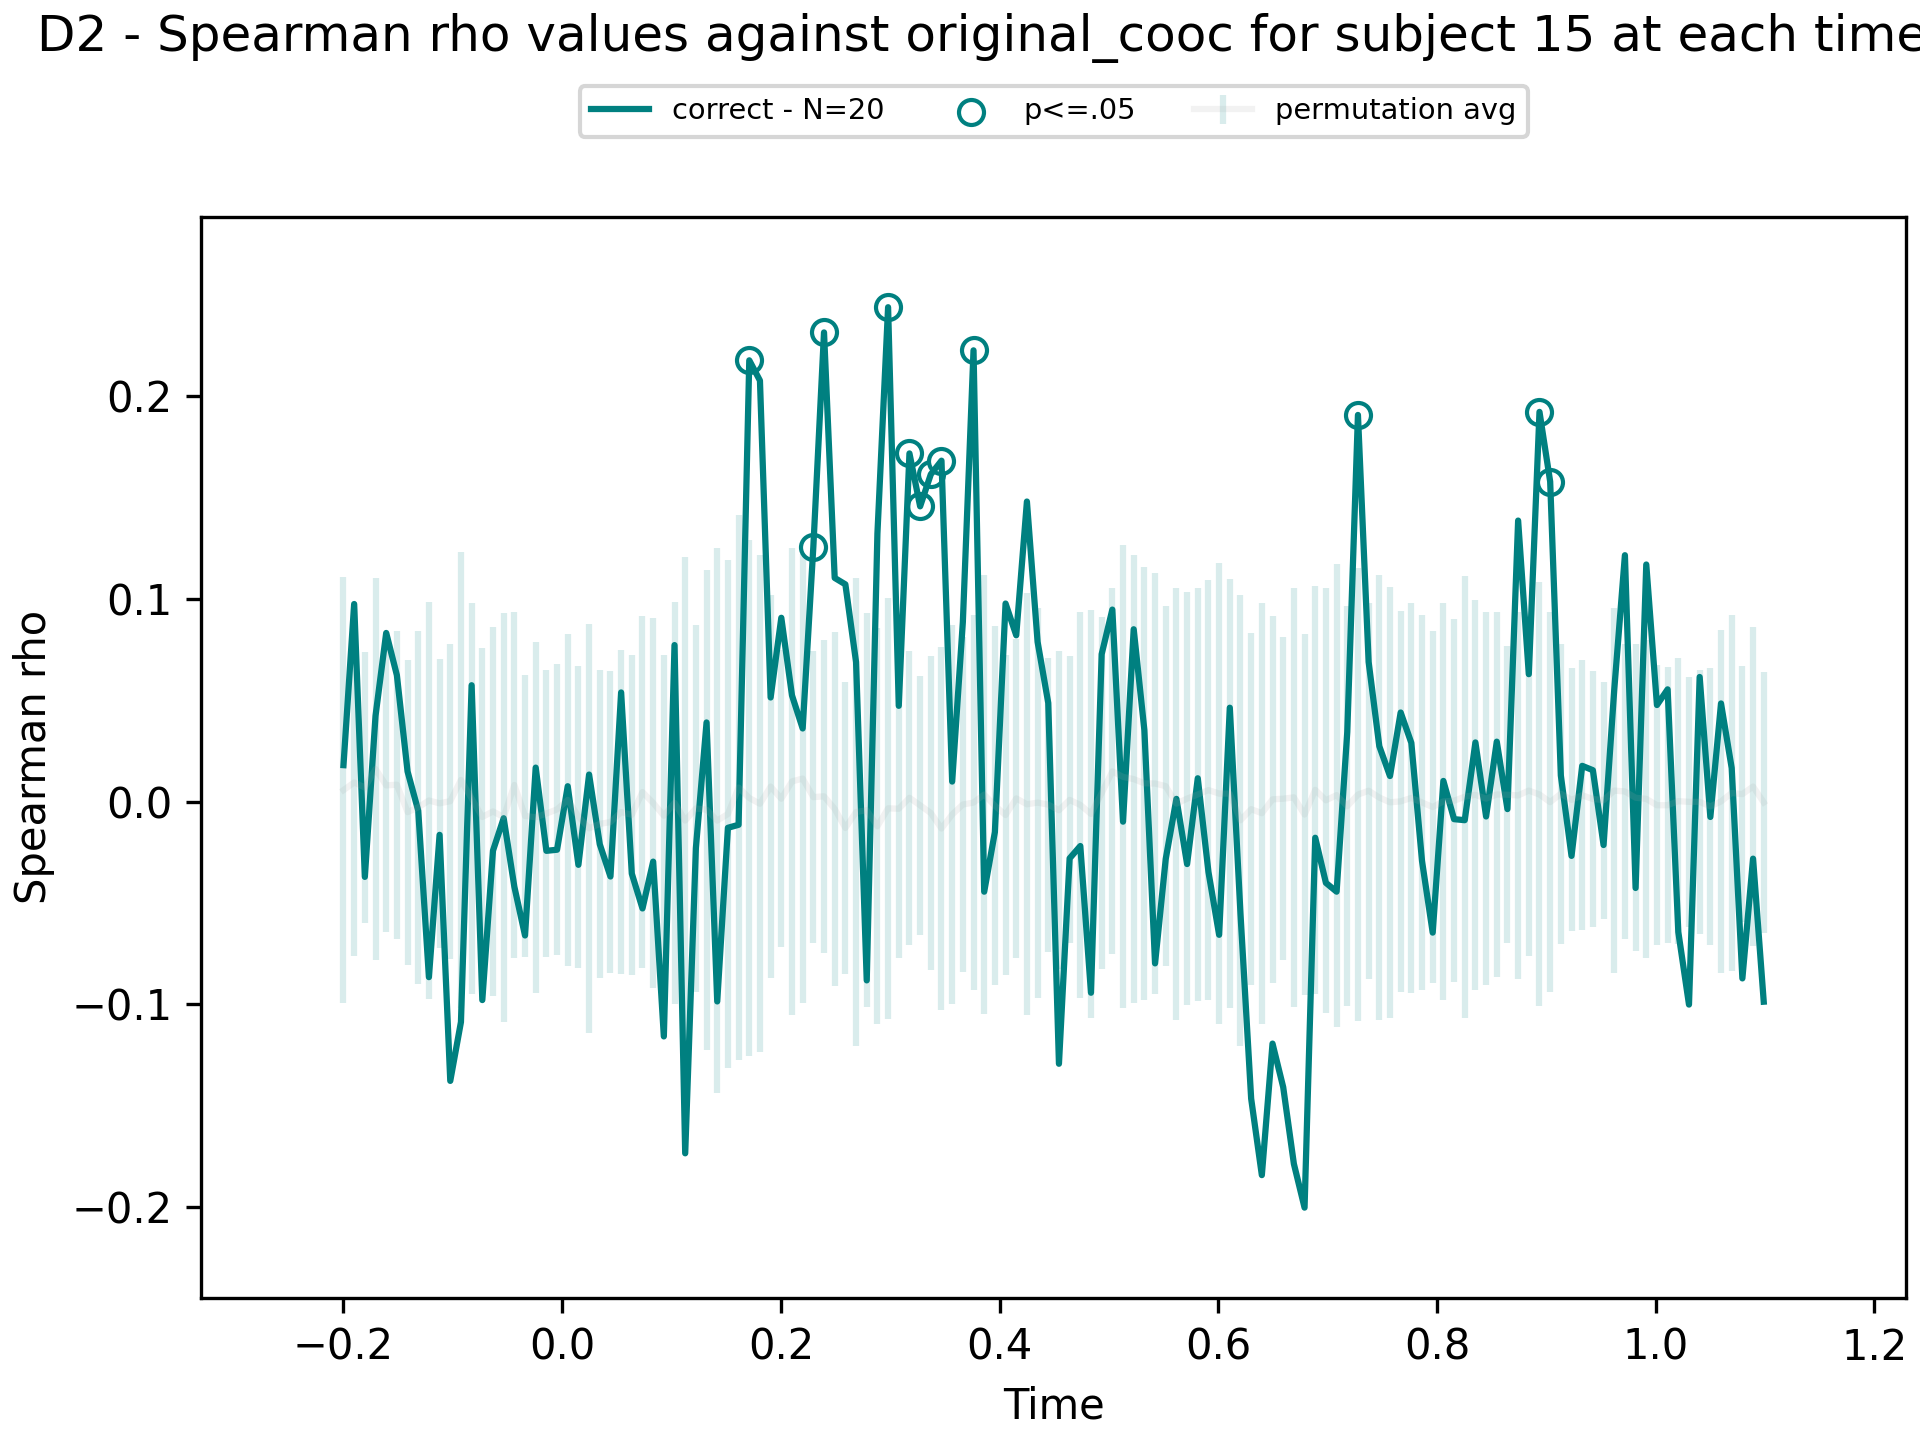 D2 - Spearman rho values against original_cooc for subject 15 at each time
correct - N=20
p<=.05
permutation avg
Spearman rho
0.2
0.1
0.0
−0.1
−0.2
−0.2 0.0 0.2 0.4 0.6 0.8 1.0 1.2
Time